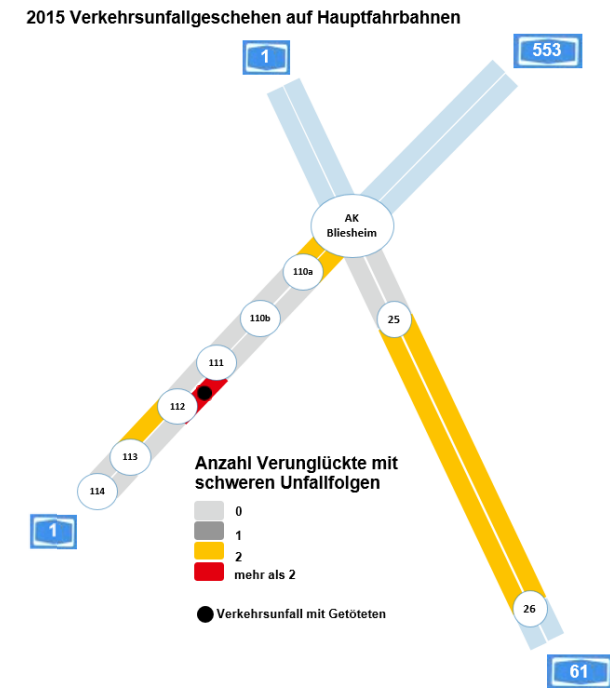 2015 Verkehrsunfallgeschehen auf Hauptfahrbahnen
1
553
AK
Bliesheim
110a
110b
25
111
112
113
114
1
Anzahl Verunglückte mit
schweren Unfallfolgen
0
1
2
mehr als 2
Verkehrsunfall mit Getöteten
26
61